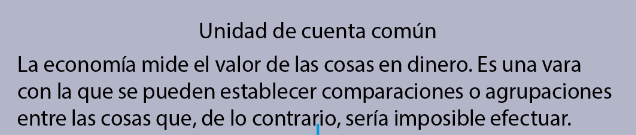 Unidad de cuenta común
La economía mide el valor de las cosas en dinero. Es una vara
con la que se pueden establecer comparaciones o agrupaciones
entre las cosas que, de lo contrario, sería imposible efectuar.